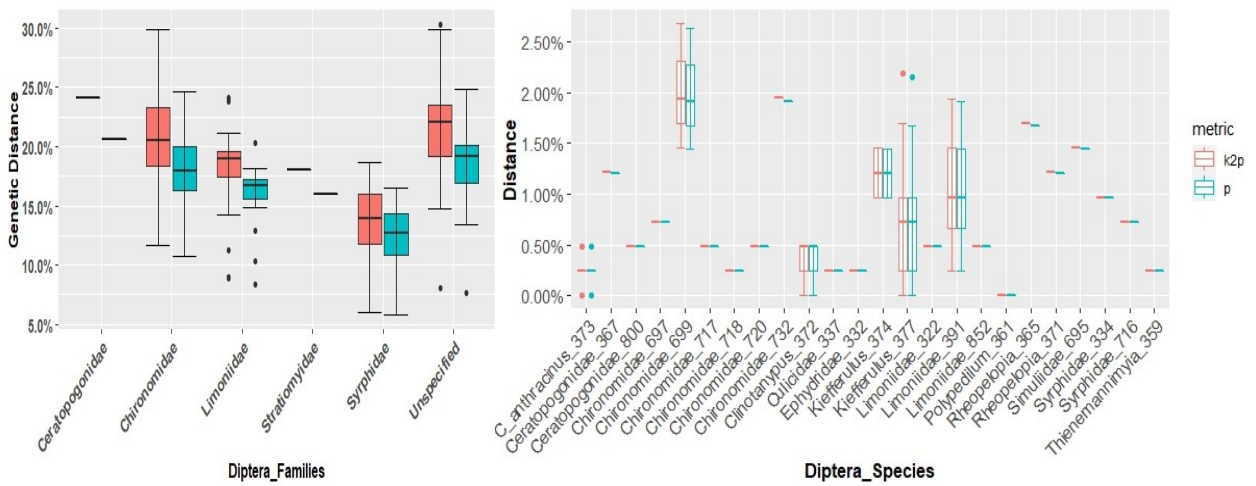 Genetic Distance
30.0%
25.0%
20.0%
15.0%
10.0%
5.0%
Ceratopogonidae
Chironomidae
Limoniidae
Stratiomyidae
Syrphidae
Unspecified
Diptera_Families
Distance
2.50%
2.00%
1.50%
1.00%
0.50%
0.00%
C_anthracinus_373
Ceratopogonidae_367
Ceratopogonidae_800
Chironomidae_697
Chironomidae_699
Chironomidae_717
Chironomidae_718
Chironomidae_720
Chironomidae_732
Clinotanypus_372
Culicidae_337
Ephydridae_332
Kiefferulus_374
Kiefferulus_377
Limoniidae_322
Limoniidae_391
Limoniidae_852
Polypedilum_361
Rheopelopia_365
Rheopelopia_371
Simuliidae_695
Syrphidae_334
Syrphidae_716
Thienemannimyia_359
Diptera_Species
metric
k2p
p